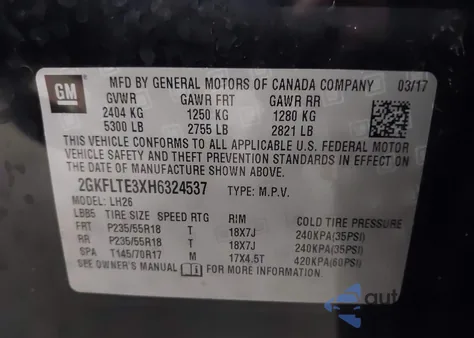 GM
MFD BY GENERAL MOTORS OF CANADA COMPANY 03/17
GVWR GAWR FRT GAWR RR
2404 KG 1250 KG 1280 KG
5300 LB 2755 LB 2821 LB
THIS VEHICLE CONFORMS TO ALL APPLICABLE U.S. FEDERAL MOTOR
VEHICLE SAFETY AND THEFT PREVENTION STANDARDS IN EFFECT ON
THE DATE OF MANUFACTURE SHOWN ABOVE.
2GKFLTE3XH6324537 TYPE: M.P.V.
MODEL: LH26
LBB5 TIRE SIZE SPEED RTG RIM COLD TIRE PRESSURE
FRT P235/55R18 T 18X7J 240KPA(35PSI)
RR P235/55R18 T 18X7J 240KPA(35PSI)
SPA T145/70R17 M 17X4.5T 420KPA(60PSI)
SEE OWNER'S MANUAL FOR MORE INFORMATION.